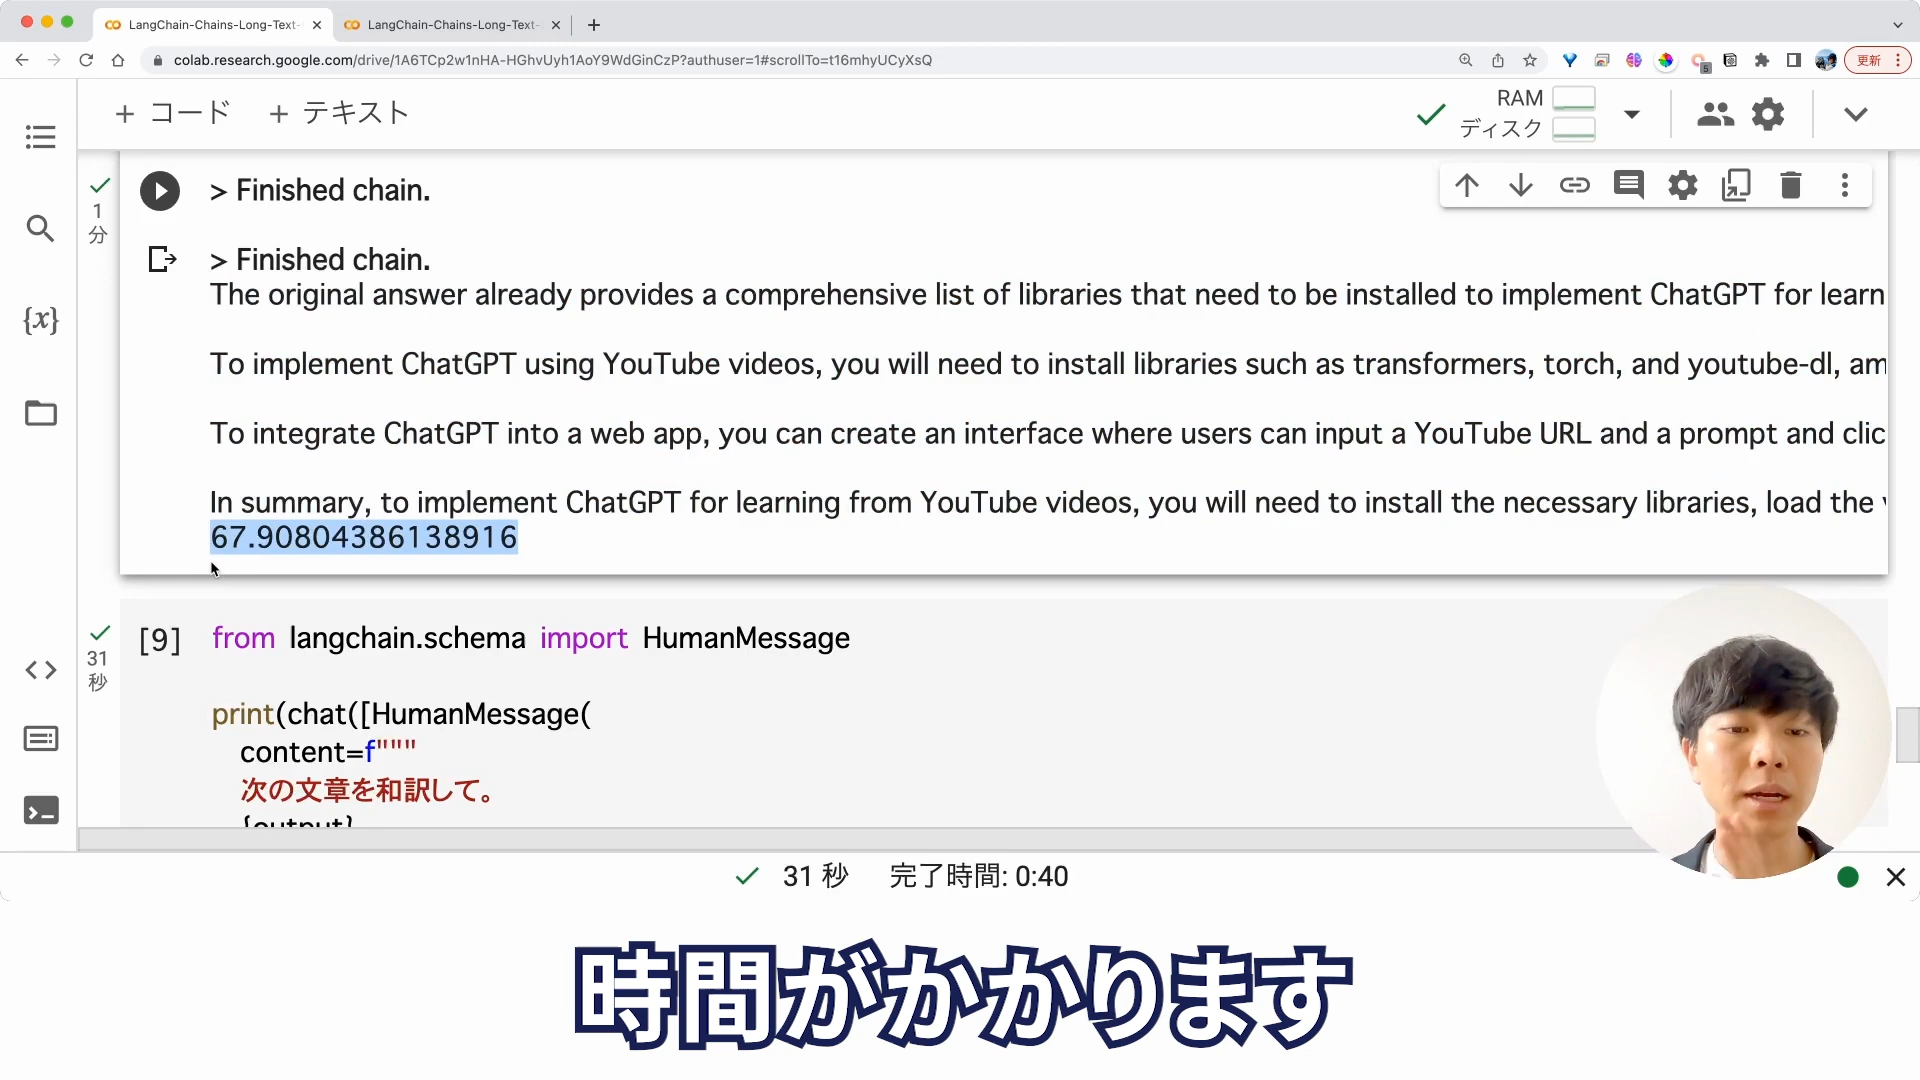 LangChain-Chains-Long-Text-
LangChain-Chains-Long-Text-
colab.research.google.com/drive/1A6TCp2w1nHA-HGhvUyh1AoY9WdGinCzP?authuser=1#scrollTo=t16mhyUCyXsQ
5
更新
+ コード + テキスト
RAM
ディスク
1
分
> Finished chain.
> Finished chain.
The original answer already provides a comprehensive list of libraries that need to be installed to implement ChatGPT for learn
To implement ChatGPT using YouTube videos, you will need to install libraries such as transformers, torch, and youtube-dl, am
To integrate ChatGPT into a web app, you can create an interface where users can input a YouTube URL and a prompt and clic
In summary, to implement ChatGPT for learning from YouTube videos, you will need to install the necessary libraries, load the
67.90804386138916
{x}
31
秒
[9] from langchain.schema import HumanMessage
print(chat([HumanMessage(
content=f"""
次の文章を和訳して。
{output}
31 秒 完了時間: 0:40
時間がかかります